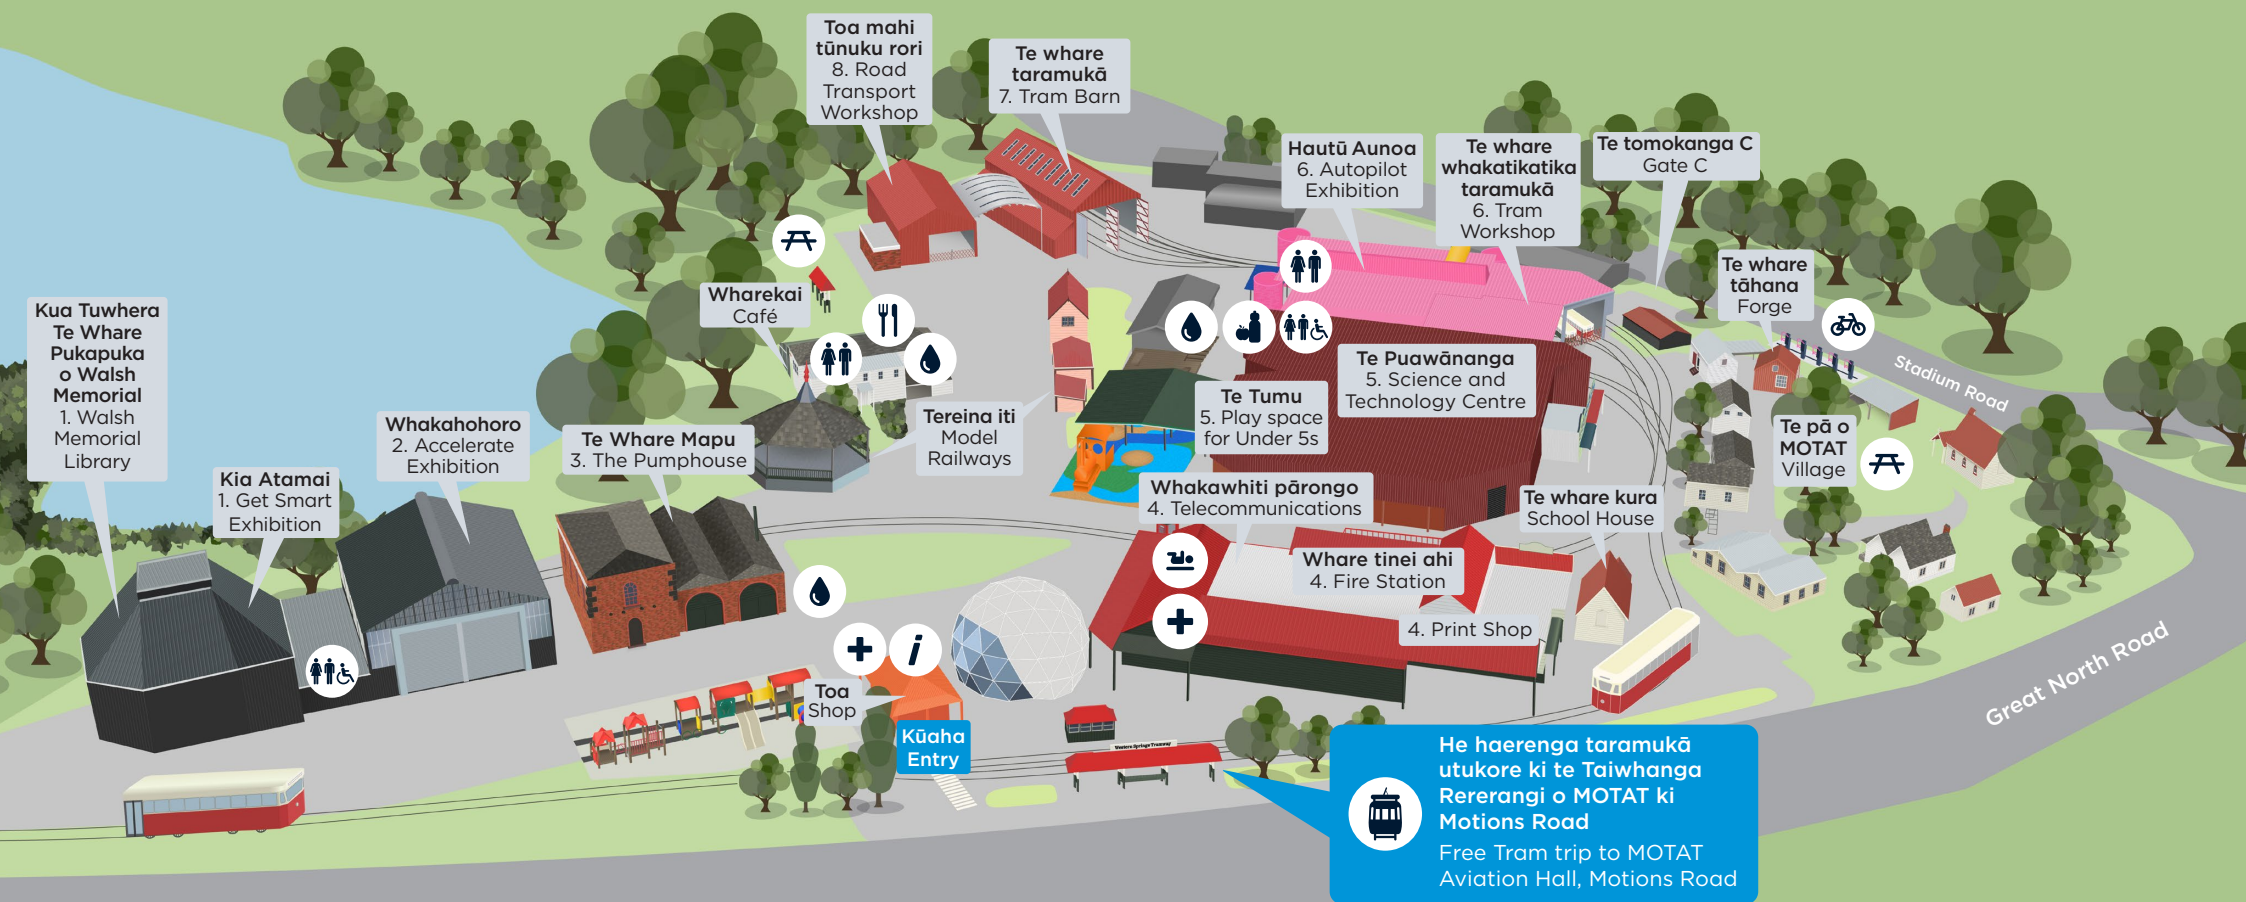 Toa mahi
tūnuku rori
8. Road
Transport
Workshop
Te whare
taramukā
7. Tram Barn
Hautū Aunoa
6. Autopilot
Exhibition
Te whare
whakatikatika
taramukā
6. Tram
Workshop
Te tomokanga C
Gate C
Te whare
tāhana
Forge
Stadium Road
Kua Tuwhera
Te Whare
Pukapuka
o Walsh
Memorial
1. Walsh
Memorial
Library
Wharekai
Café
Kia Atamai
1. Get Smart
Exhibition
Whakahohoro
2. Accelerate
Exhibition
Te Whare Mapu
3. The Pumphouse
Tereina iti
Model
Railways
Te Tumu
5. Play space
for Under 5s
Te Puawānanga
5. Science and
Technology Centre
Te pā o
MOTAT
Village
Whakawhiti pārongo
4. Telecommunications
Te whare kura
School House
Whare tinei ahi
4. Fire Station
4. Print Shop
i
Toa
Shop
Kūaha
Entry
Western Springs Tramway
Great North Road
He haerenga taramukā
utukore ki te Taiwhanga
Rererangi o MOTAT ki
Motions Road
Free Tram trip to MOTAT
Aviation Hall, Motions Road